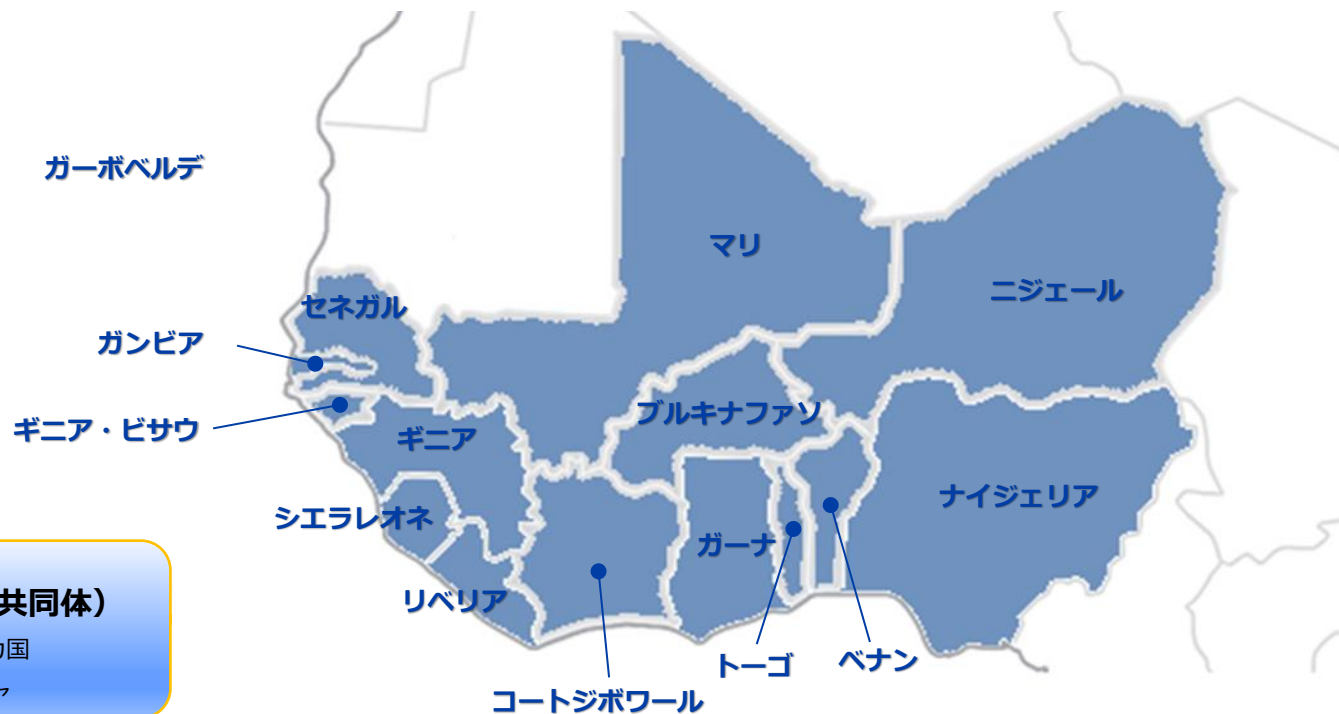 ガーボベルデ
マリ
ニジェール
セネガル
ガンビア
ブルキナファソ
ギニア・ビサウ
ギニア
ナイジェリア
シエラレオネ
ガーナ
リベリア
トーゴ
ベナン
コートジボワール
共同体）
国